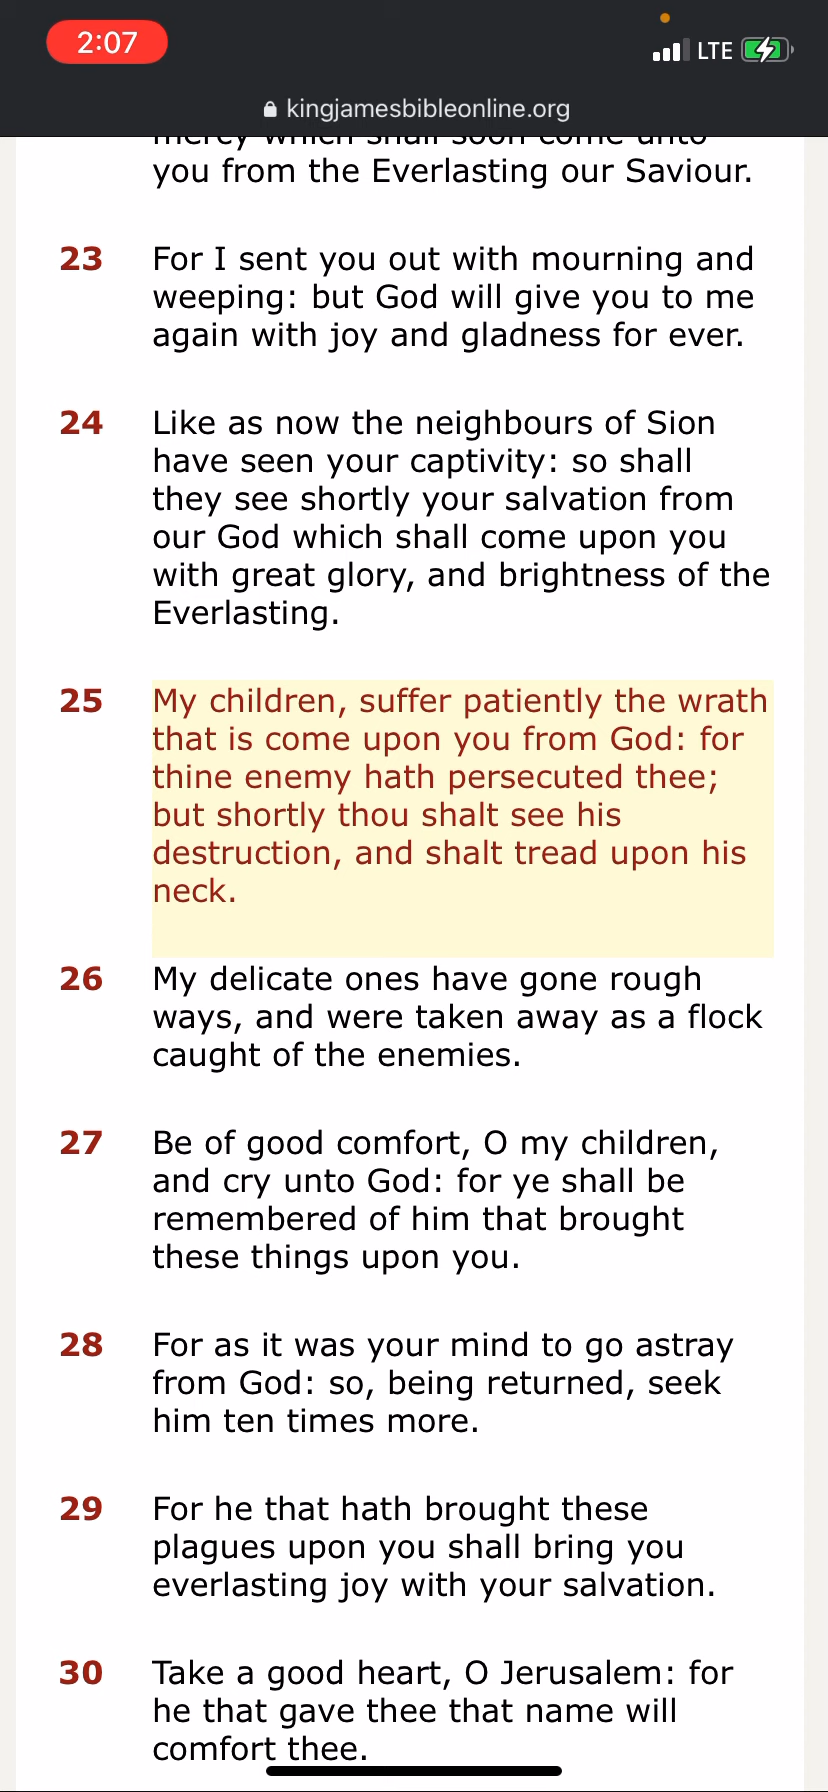 2:07
LTE
kingjamesbibleonline.org
mercy which shall soon come unto
you from the Everlasting our Saviour.
23 For I sent you out with mourning and
weeping: but God will give you to me
again with joy and gladness for ever.
24 Like as now the neighbours of Sion
have seen your captivity: so shall
they see shortly your salvation from
our God which shall come upon you
with great glory, and brightness of the
Everlasting.
25 My children, suffer patiently the wrath
that is come upon you from God: for
thine enemy hath persecuted thee;
but shortly thou shalt see his
destruction, and shalt tread upon his
neck.
26 My delicate ones have gone rough
ways, and were taken away as a flock
caught of the enemies.
27 Be of good comfort, O my children,
and cry unto God: for ye shall be
remembered of him that brought
these things upon you.
28 For as it was your mind to go astray
from God: so, being returned, seek
him ten times more.
29 For he that hath brought these
plagues upon you shall bring you
everlasting joy with your salvation.
30 Take a good heart, O Jerusalem: for
he that gave thee that name will
comfort thee.